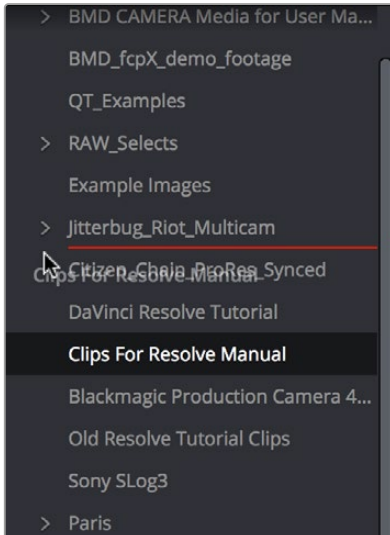 BMD CAMERA Media for User Ma...
BMD_fcpX_demo_footage
QT_Examples
RAW_Selects
Example Images
Jitterbug_Riot_Multicam
Citizen_Chain_ProRes_Synced
Clips For Resolve Manual
DaVinci Resolve Tutorial
Clips For Resolve Manual
Blackmagic Production Camera 4...
Old Resolve Tutorial Clips
Sony SLog3
Paris